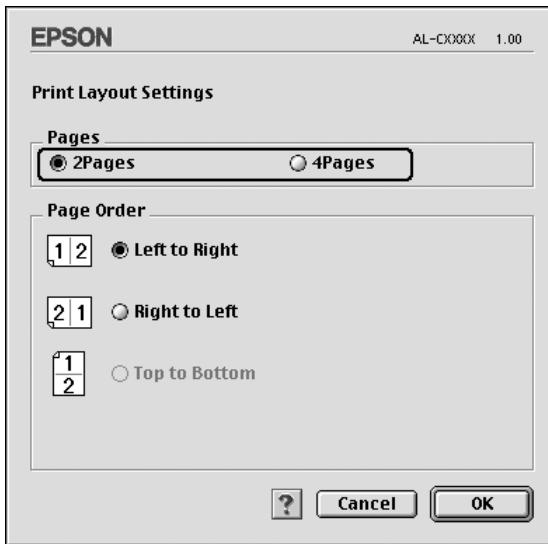 EPSON AL-CXXXX 1.00
Print Layout Settings
Pages
2Pages 4Pages
Page Order
1 2 Left to Right
2 1 Right to Left
1
2 Top to Bottom
? Cancel OK